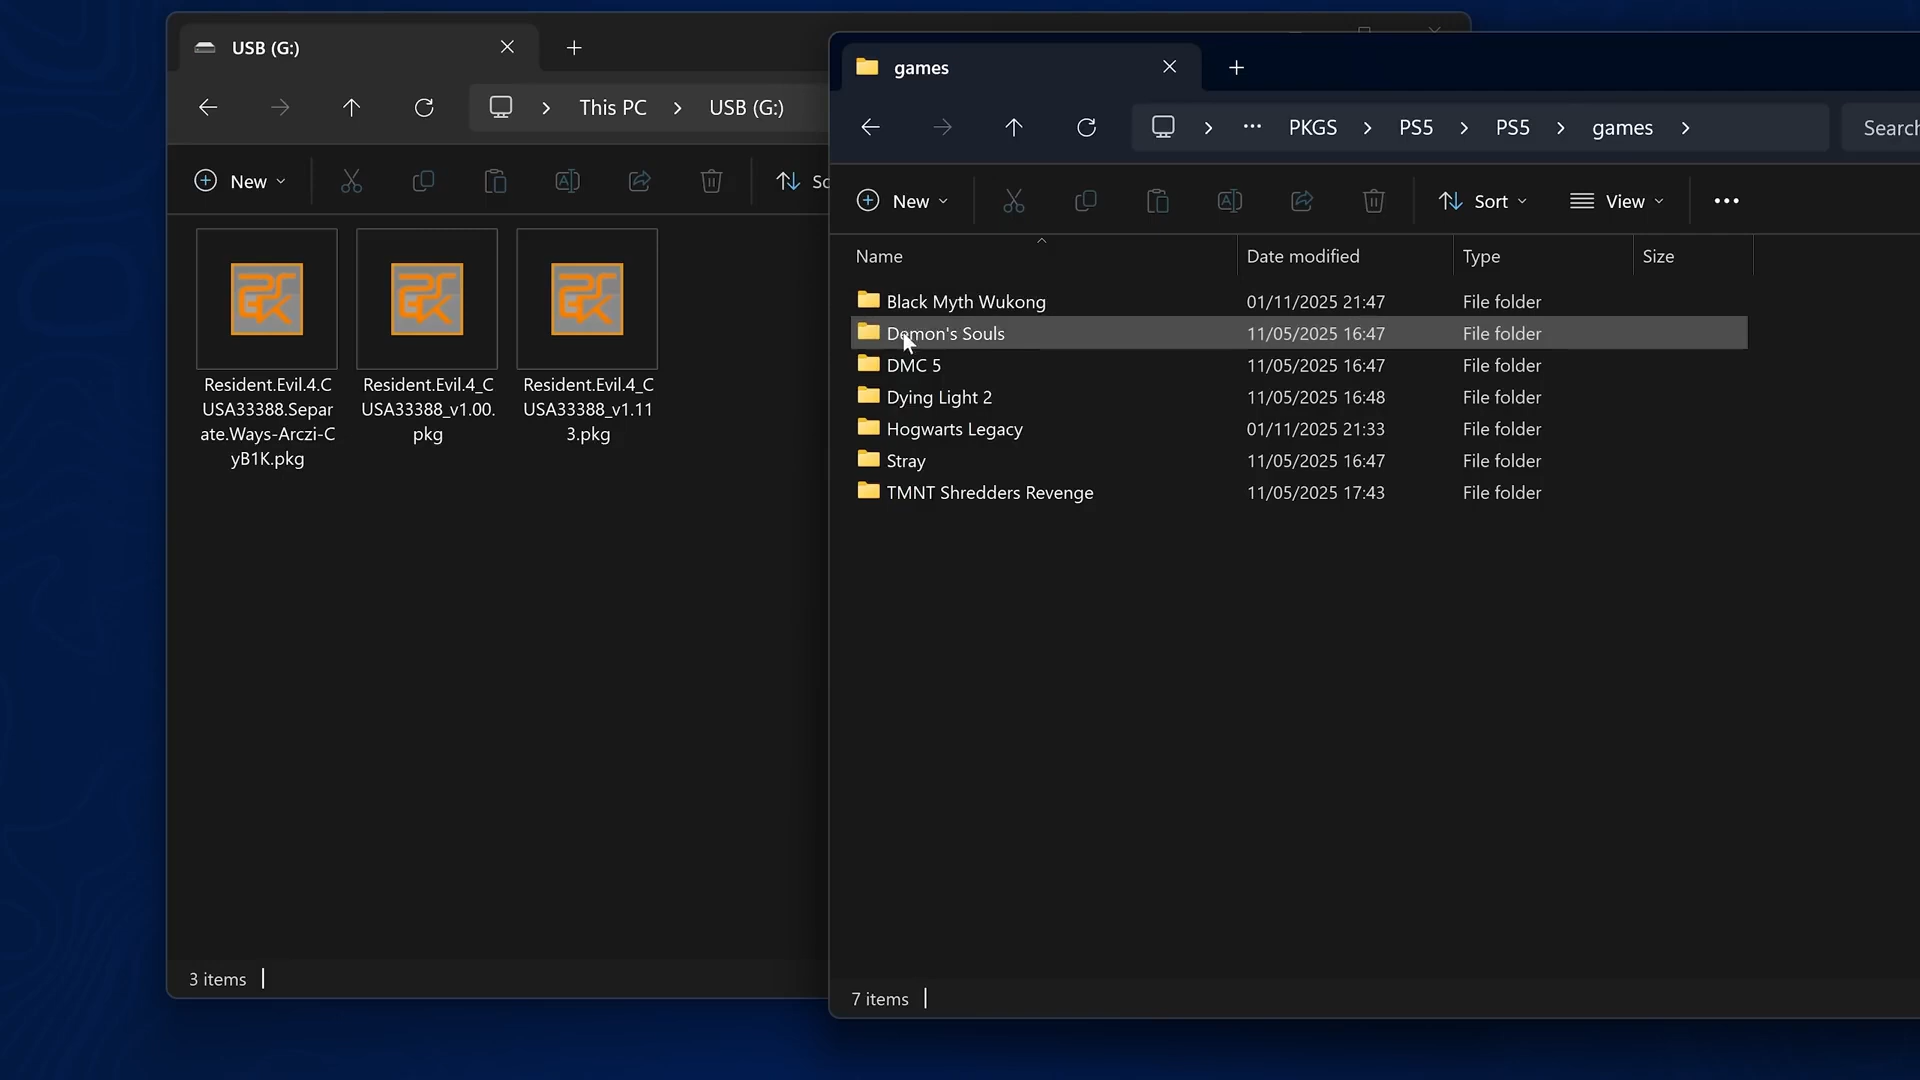 USB (G:)
This PC > USB (G:)
New
So
Resident.Evil.4.C
USA33388.Separ
ate.Ways-Arczi-C
yB1K.pkg
Resident.Evil.4_C
USA33388_v1.00.
pkg
Resident.Evil.4_C
USA33388_v1.11
3.pkg
3 items
games
PKGS > PS5 > PS5 > games >
Search
New
Sort
View
Name Date modified Type Size
Black Myth Wukong 01/11/2025 21:47 File folder
Demon's Souls 11/05/2025 16:47 File folder
DMC 5 11/05/2025 16:47 File folder
Dying Light 2 11/05/2025 16:48 File folder
Hogwarts Legacy 01/11/2025 21:33 File folder
Stray 11/05/2025 16:47 File folder
TMNT Shredders Revenge 11/05/2025 17:43 File folder
7 items